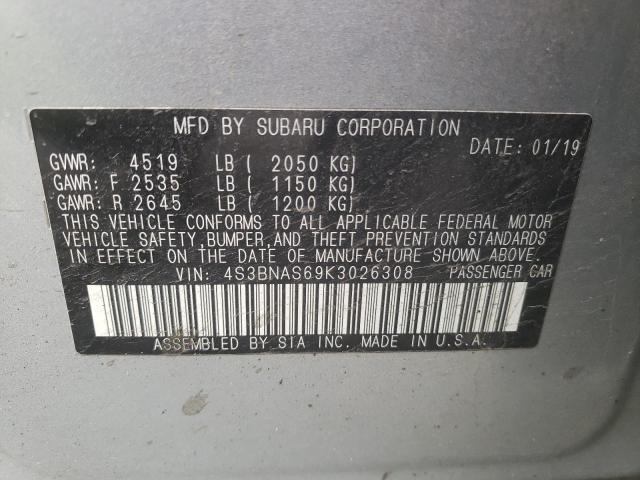 MFD BY SUBARU CORPORATION
DATE: 01/19
GVWR: 4519 LB ( 2050 KG)
GAWR: F 2535 LB ( 1150 KG)
GAWR: R 2645 LB ( 1200 KG)
THIS VEHICLE CONFORMS TO ALL APPLICABLE FEDERAL MOTOR
VEHICLE SAFETY, BUMPER, AND THEFT PREVENTION STANDARDS
IN EFFECT ON THE DATE OF MANUFACTURE SHOWN ABOVE.
VIN: 4S3BNAS69K3026308 PASSENGER CAR
ASSEMBLED BY SIA INC. MADE IN U.S.A.